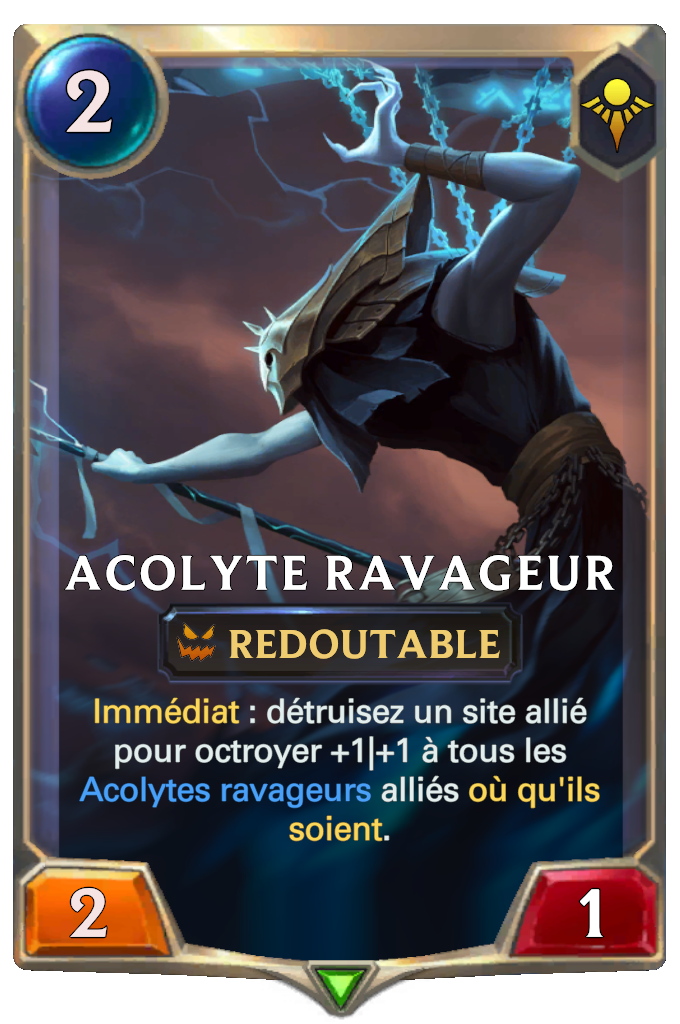 2
ACOLYTE RAVAGEUR
REDOUTABLE
Immédiat : détruisez un site allié
pour octroyer +1|+1 à tous les
Acolytes ravageurs alliés où qu'ils
soient.
2
1